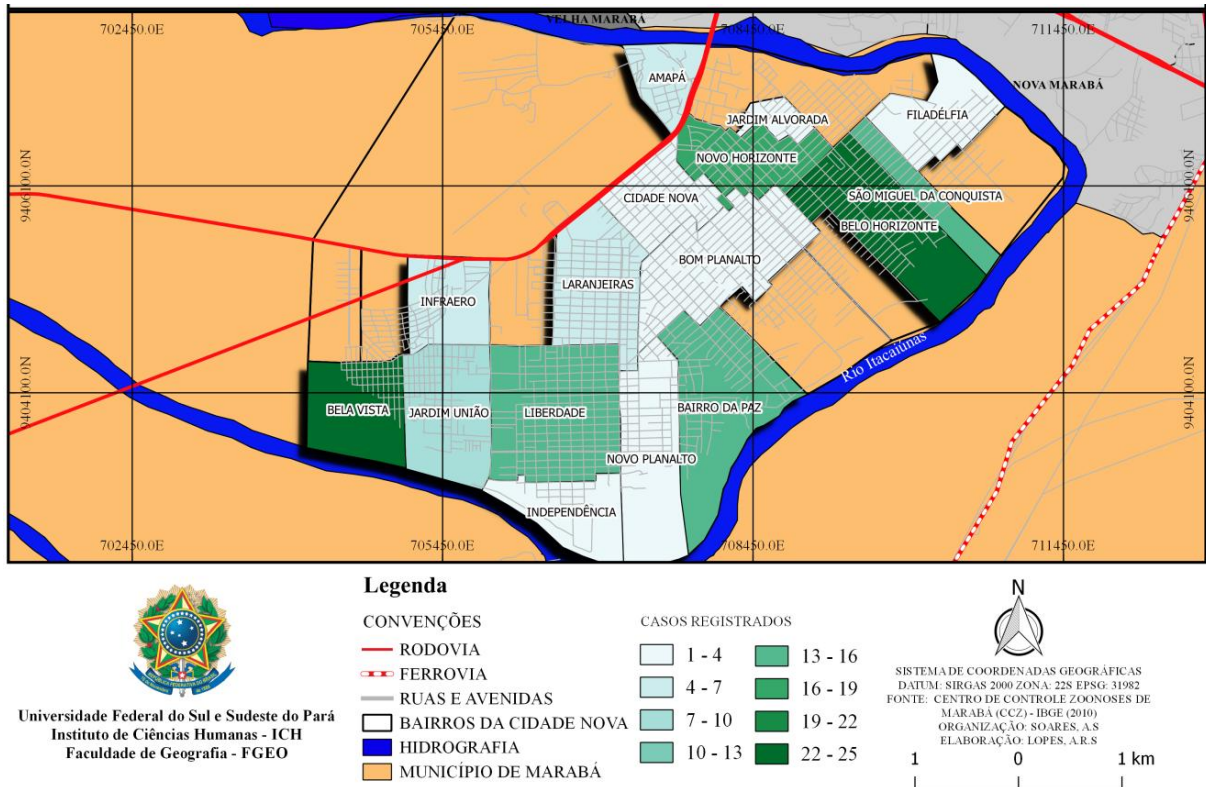 VELHA MARABÁ
702450.0E
705450.0E
708450.0E
711450.0E
AMAPÁ
NOVA MARABÁ
JARDIM ALVORADA
FILADÉLFIA
NOVO HORIZONTE
9406100.0N
9406100.0N
CIDADE NOVA
SÃO MIGUEL DA CONQUISTA
BELO HORIZONTE
BOM PLANALTO
LARANJEIRAS
INFRAERO
Rio Itacaiúnas
9404100.0N
9404100.0N
BELA VISTA
JARDIM UNIÃO
LIBERDADE
BAIRRO DA PAZ
NOVO PLANALTO
INDEPENDÊNCIA
702450.0E
705450.0E
708450.0E
711450.0E
Universidade Federal do Sul e Sudeste do Pará
Instituto de Ciências Humanas - ICH
Faculdade de Geografia - FGEO
Legenda
CONVENÇÕES
RODOVIA
FERROVIA
RUAS E AVENIDAS
BAIRROS DA CIDADE NOVA
HIDROGRAFIA
MUNICÍPIO DE MARABÁ
CASOS REGISTRADOS
1 - 4
4 - 7
7 - 10
10 - 13
13 - 16
16 - 19
19 - 22
22 - 25
N
SISTEMA DE COORDENADAS GEOGRÁFICAS
DATUM: SIRGAS 2000 ZONA: 22S EPSG: 31982
FONTE: CENTRO DE CONTROLE ZOONOSES DE
MARABÁ (CCZ) - IBGE (2010)
ORGANIZAÇÃO: SOARES, A.S
ELABORAÇÃO: LOPES, A.R.S
1 0 1 km